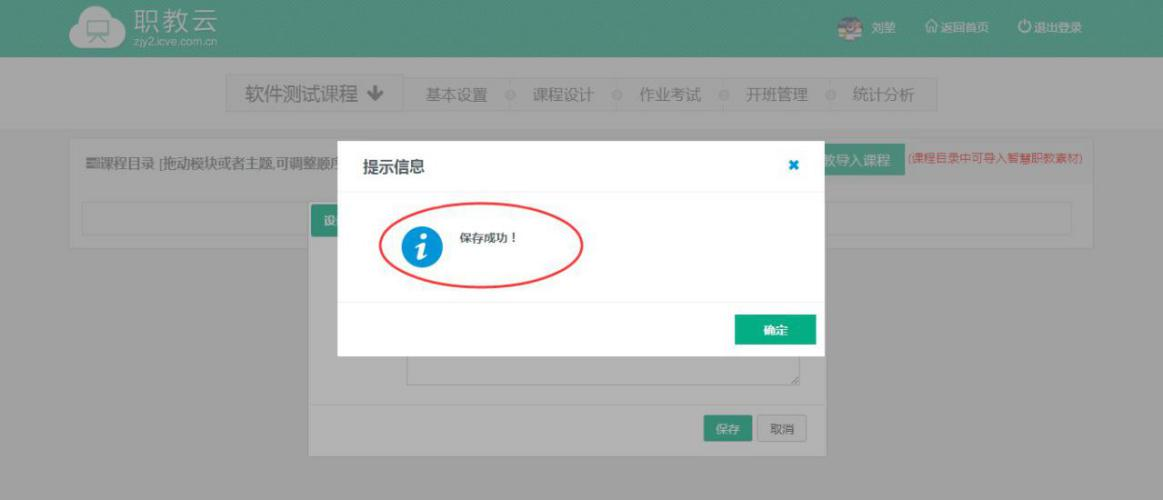 职教云
zjy2.icve.com.cn
刘堃 返回首页 退出登录
软件测试课程 基本设置 课程设计 作业考试 开班管理 统计分析
课程目录 [拖动模块或者主题,可调整顺序
教导入课程 (课程目录中可导入智慧职教素材)
提示信息
设
保存成功！
确定
保存 取消